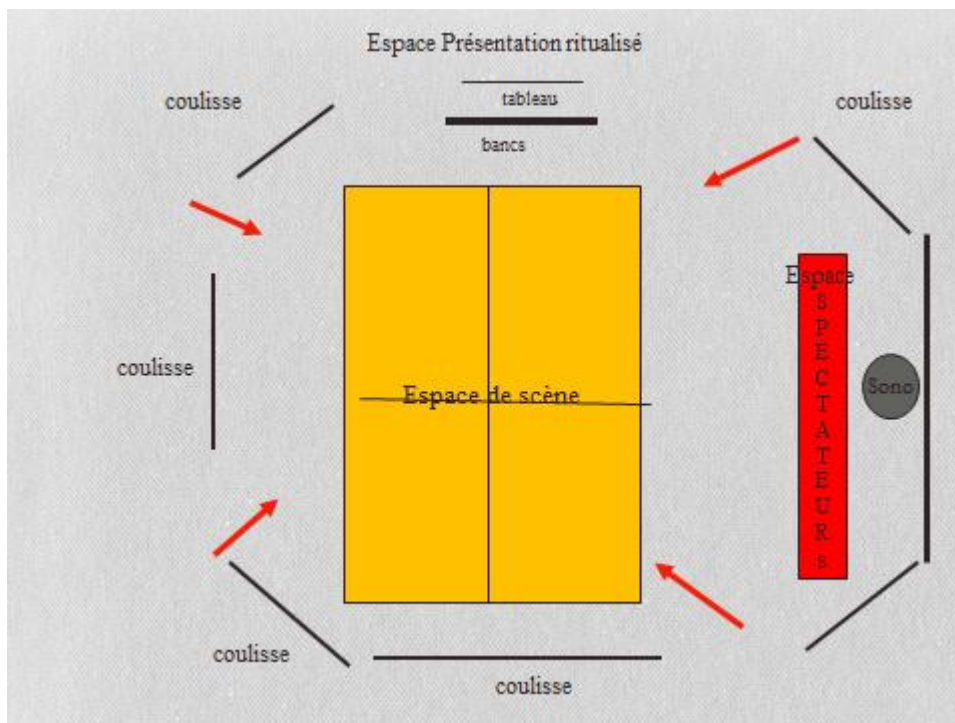 Espace Présentation ritualisé
coulisse
tableau
coulisse
bancs
Espace
S
P
E
C
T
A
T
E
U
R
s
coulisse
Sono
Espace de scène
coulisse
coulisse